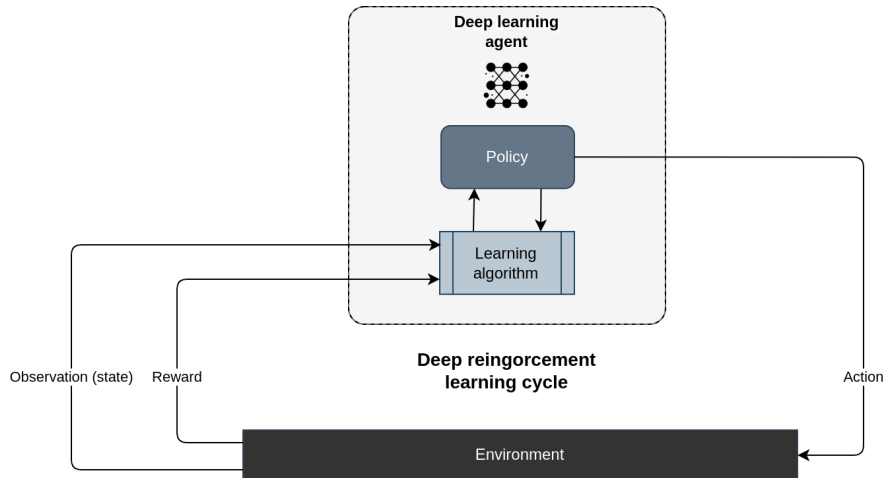 Deep learning
agent
Policy
Learning
algorithm
Deep reingorcement
learning cycle
Observation (state)
Reward
Action
Environment